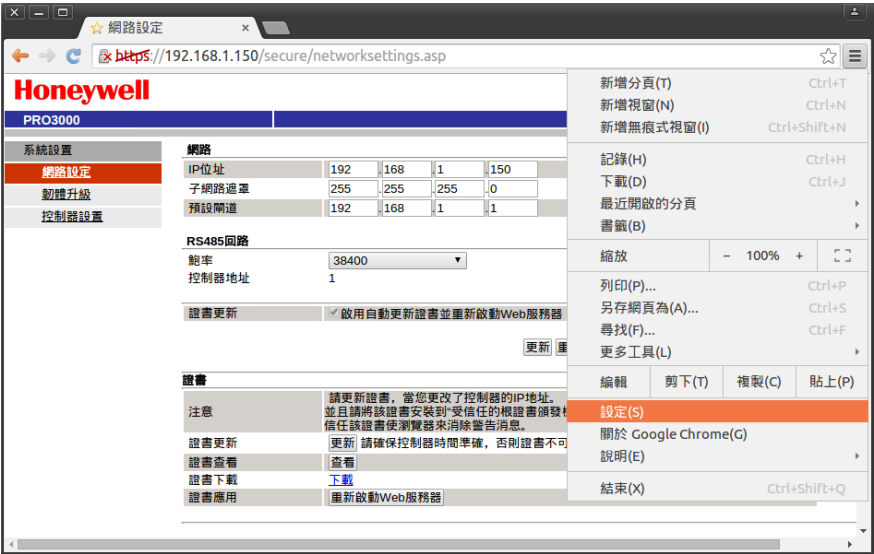 網路設定
https://192.168.1.150/secure/networksettings.asp
Honeywell
PRO3000
系統設置
網路設定
韌體升級
控制器設置
網路
IP位址 192 .168 .1 .150
子網路遮罩 255 .255 .255 .0
預設閘道 192 .168 .1 .1
RS485回路
鮑率 38400
控制器地址 1
證書更新 啟用自動更新證書並重新啟動Web服務器
更新
證書
注意
請更新證書，當您更改了控制器的IP地址。
並且請將該證書安裝到"受信任的根證書頒發
信任該證書使瀏覽器來消除警告消息。
證書更新 更新 請確保控制器時間準確，否則證書不可
證書查看 查看
證書下載 下載
證書應用 重新啟動Web服務器
新增分頁(T) Ctrl+T
新增視窗(N) Ctrl+N
新增無痕式視窗(I) Ctrl+Shift+N
記錄(H) Ctrl+H
下載(D) Ctrl+J
最近開啟的分頁
書籤(B)
縮放 − 100% +
列印(P)... Ctrl+P
另存網頁為(A)... Ctrl+S
尋找(F)... Ctrl+F
更多工具(L)
編輯 剪下(T) 複製(C) 貼上(P)
設定(S)
關於 Google Chrome(G)
說明(E)
結束(X) Ctrl+Shift+Q